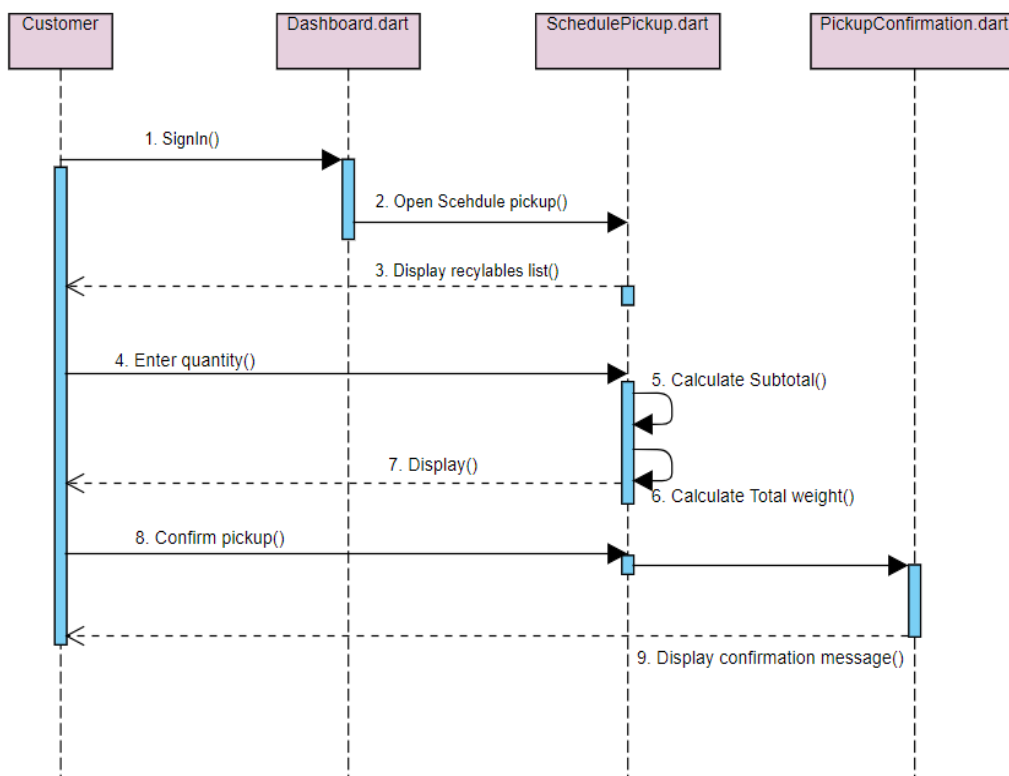 Customer
Dashboard.dart
SchedulePickup.dart
PickupConfirmation.dart
1. SignIn()
2. Open Scehdule pickup()
3. Display recylables list()
4. Enter quantity()
5. Calculate Subtotal()
7. Display()
6. Calculate Total weight()
8. Confirm pickup()
9. Display confirmation message()